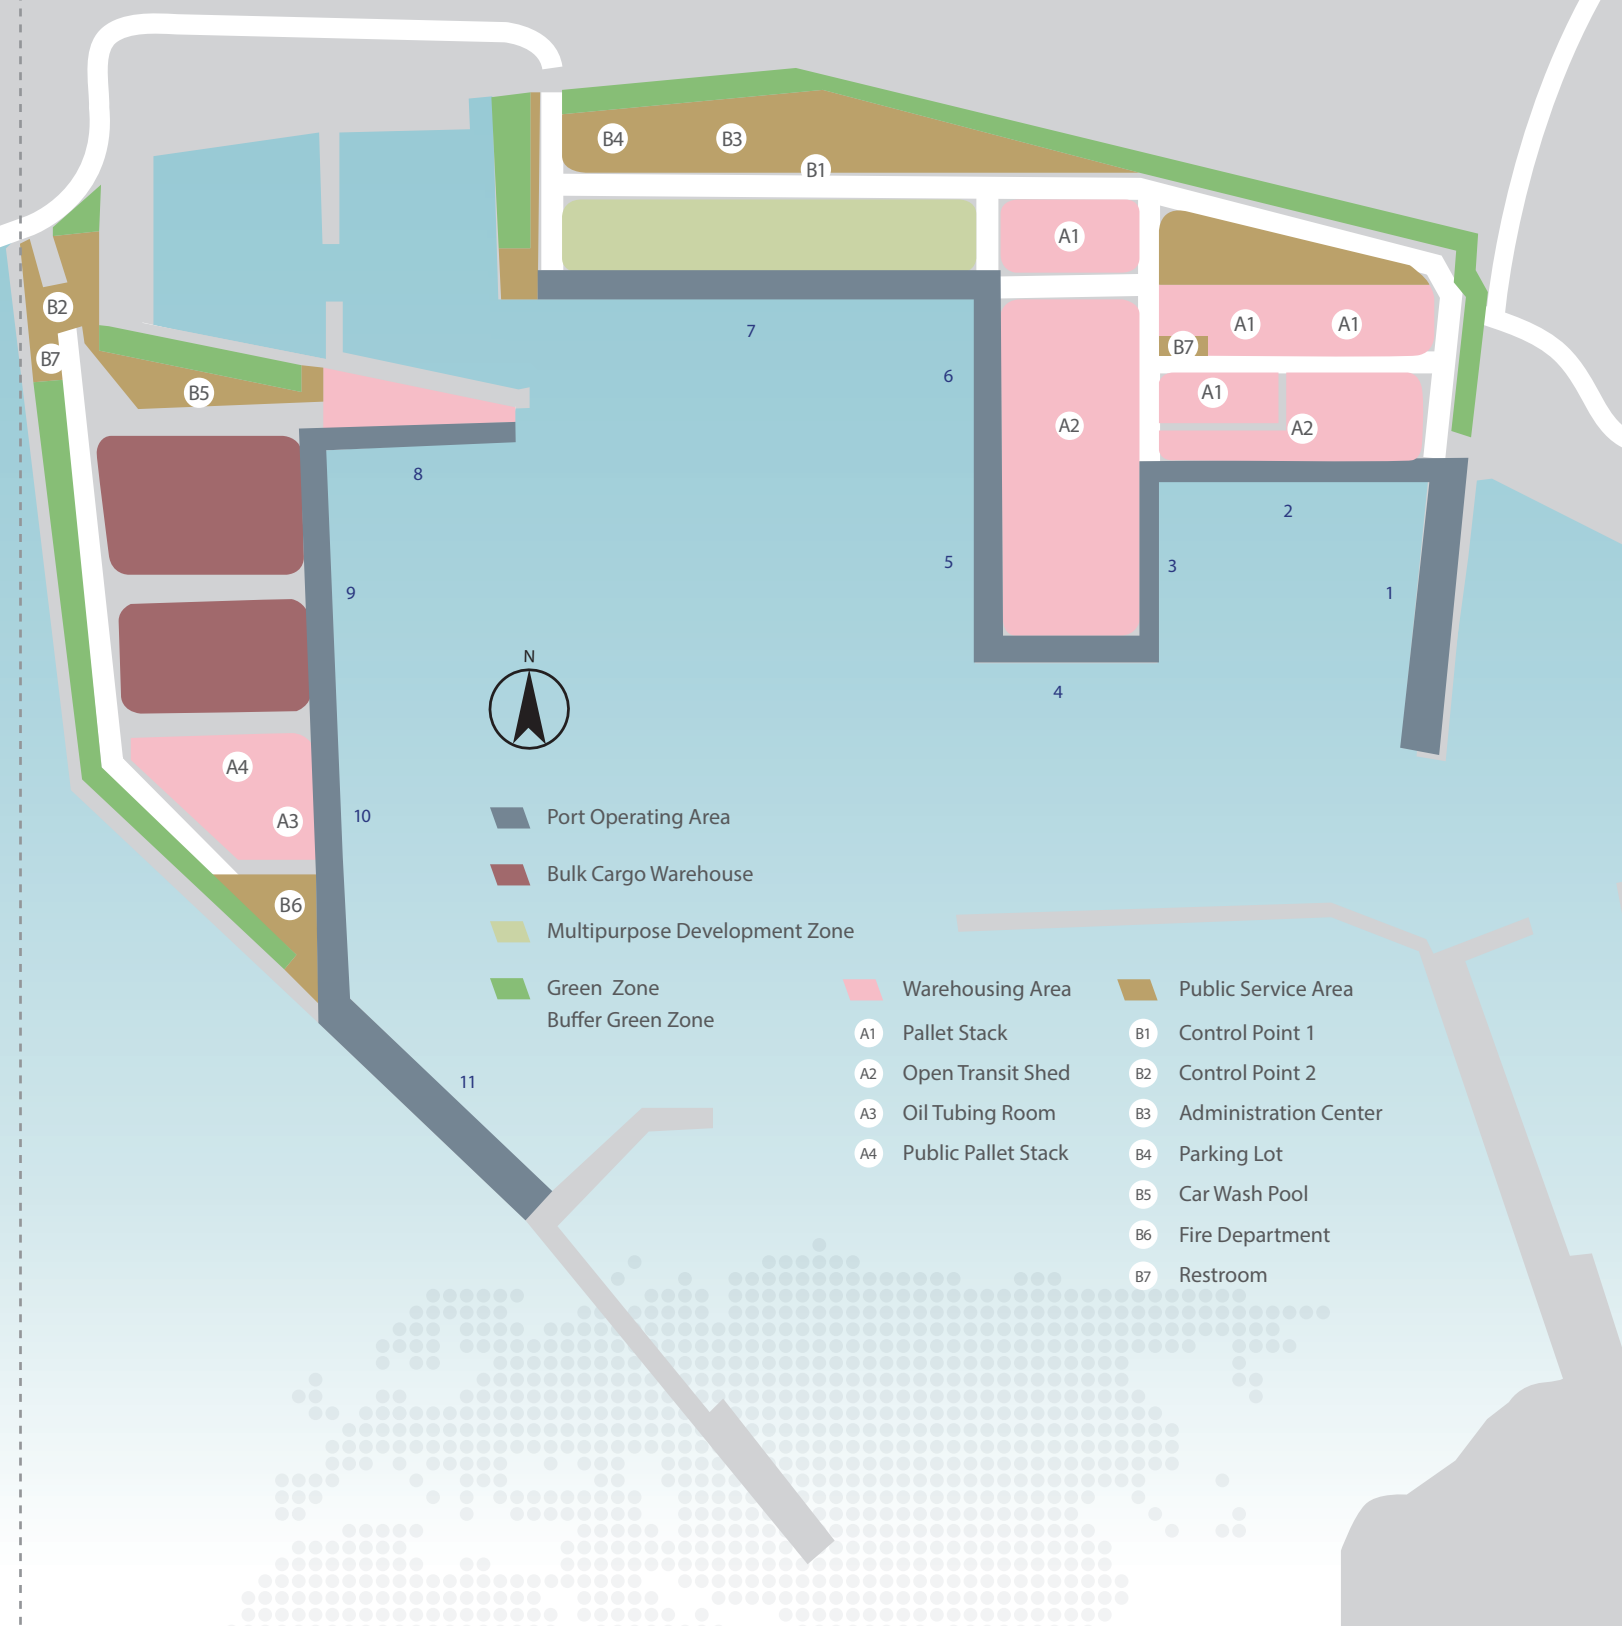 B4
B3
B1
A1
B2
7
A1
A1
B7
B7
6
B5
A1
A2
A2
8
2
5
3
9
1
N
4
A4
10
Port Operating Area
A3
Bulk Cargo Warehouse
B6
Multipurpose Development Zone
Green Zone
Buffer Green Zone
11
Warehousing Area
A1 Pallet Stack
A2 Open Transit Shed
A3 Oil Tubing Room
A4 Public Pallet Stack
Public Service Area
B1 Control Point 1
B2 Control Point 2
B3 Administration Center
B4 Parking Lot
B5 Car Wash Pool
B6 Fire Department
B7 Restroom